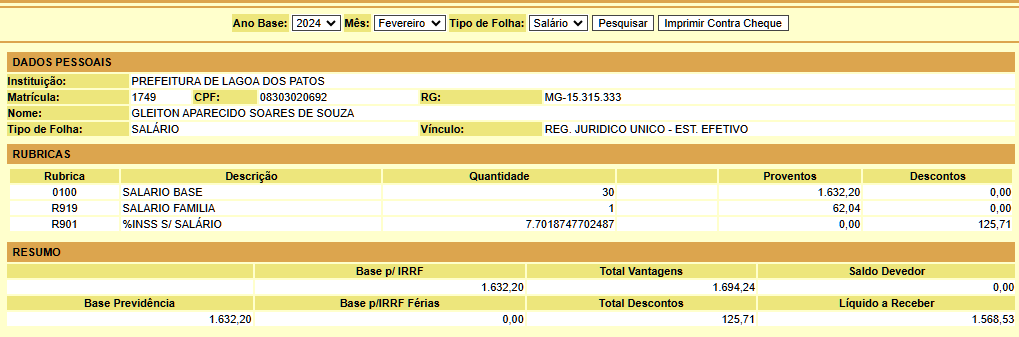 Ano Base: 2024 Mês: Fevereiro Tipo de Folha: Salário Pesquisar Imprimir Contra Cheque
DADOS PESSOAIS
Instituição: PREFEITURA DE LAGOA DOS PATOS
Matrícula: 1749 CPF: 08303020692 RG: MG-15.315.333
Nome: GLEITON APARECIDO SOARES DE SOUZA
Tipo de Folha: SALÁRIO Vínculo: REG. JURIDICO UNICO - EST. EFETIVO
RUBRICAS
Rubrica Descrição Quantidade Proventos Descontos
0100 SALARIO BASE 30 1.632,20 0,00
R919 SALARIO FAMILIA 1 62,04 0,00
R901 %INSS S/ SALÁRIO 7.7018747702487 0,00 125,71
RESUMO
Base p/ IRRF Total Vantagens Saldo Devedor
1.632,20 1.694,24 0,00
Base Previdência Base p/IRRF Férias Total Descontos Líquido a Receber
1.632,20 0,00 125,71 1.568,53